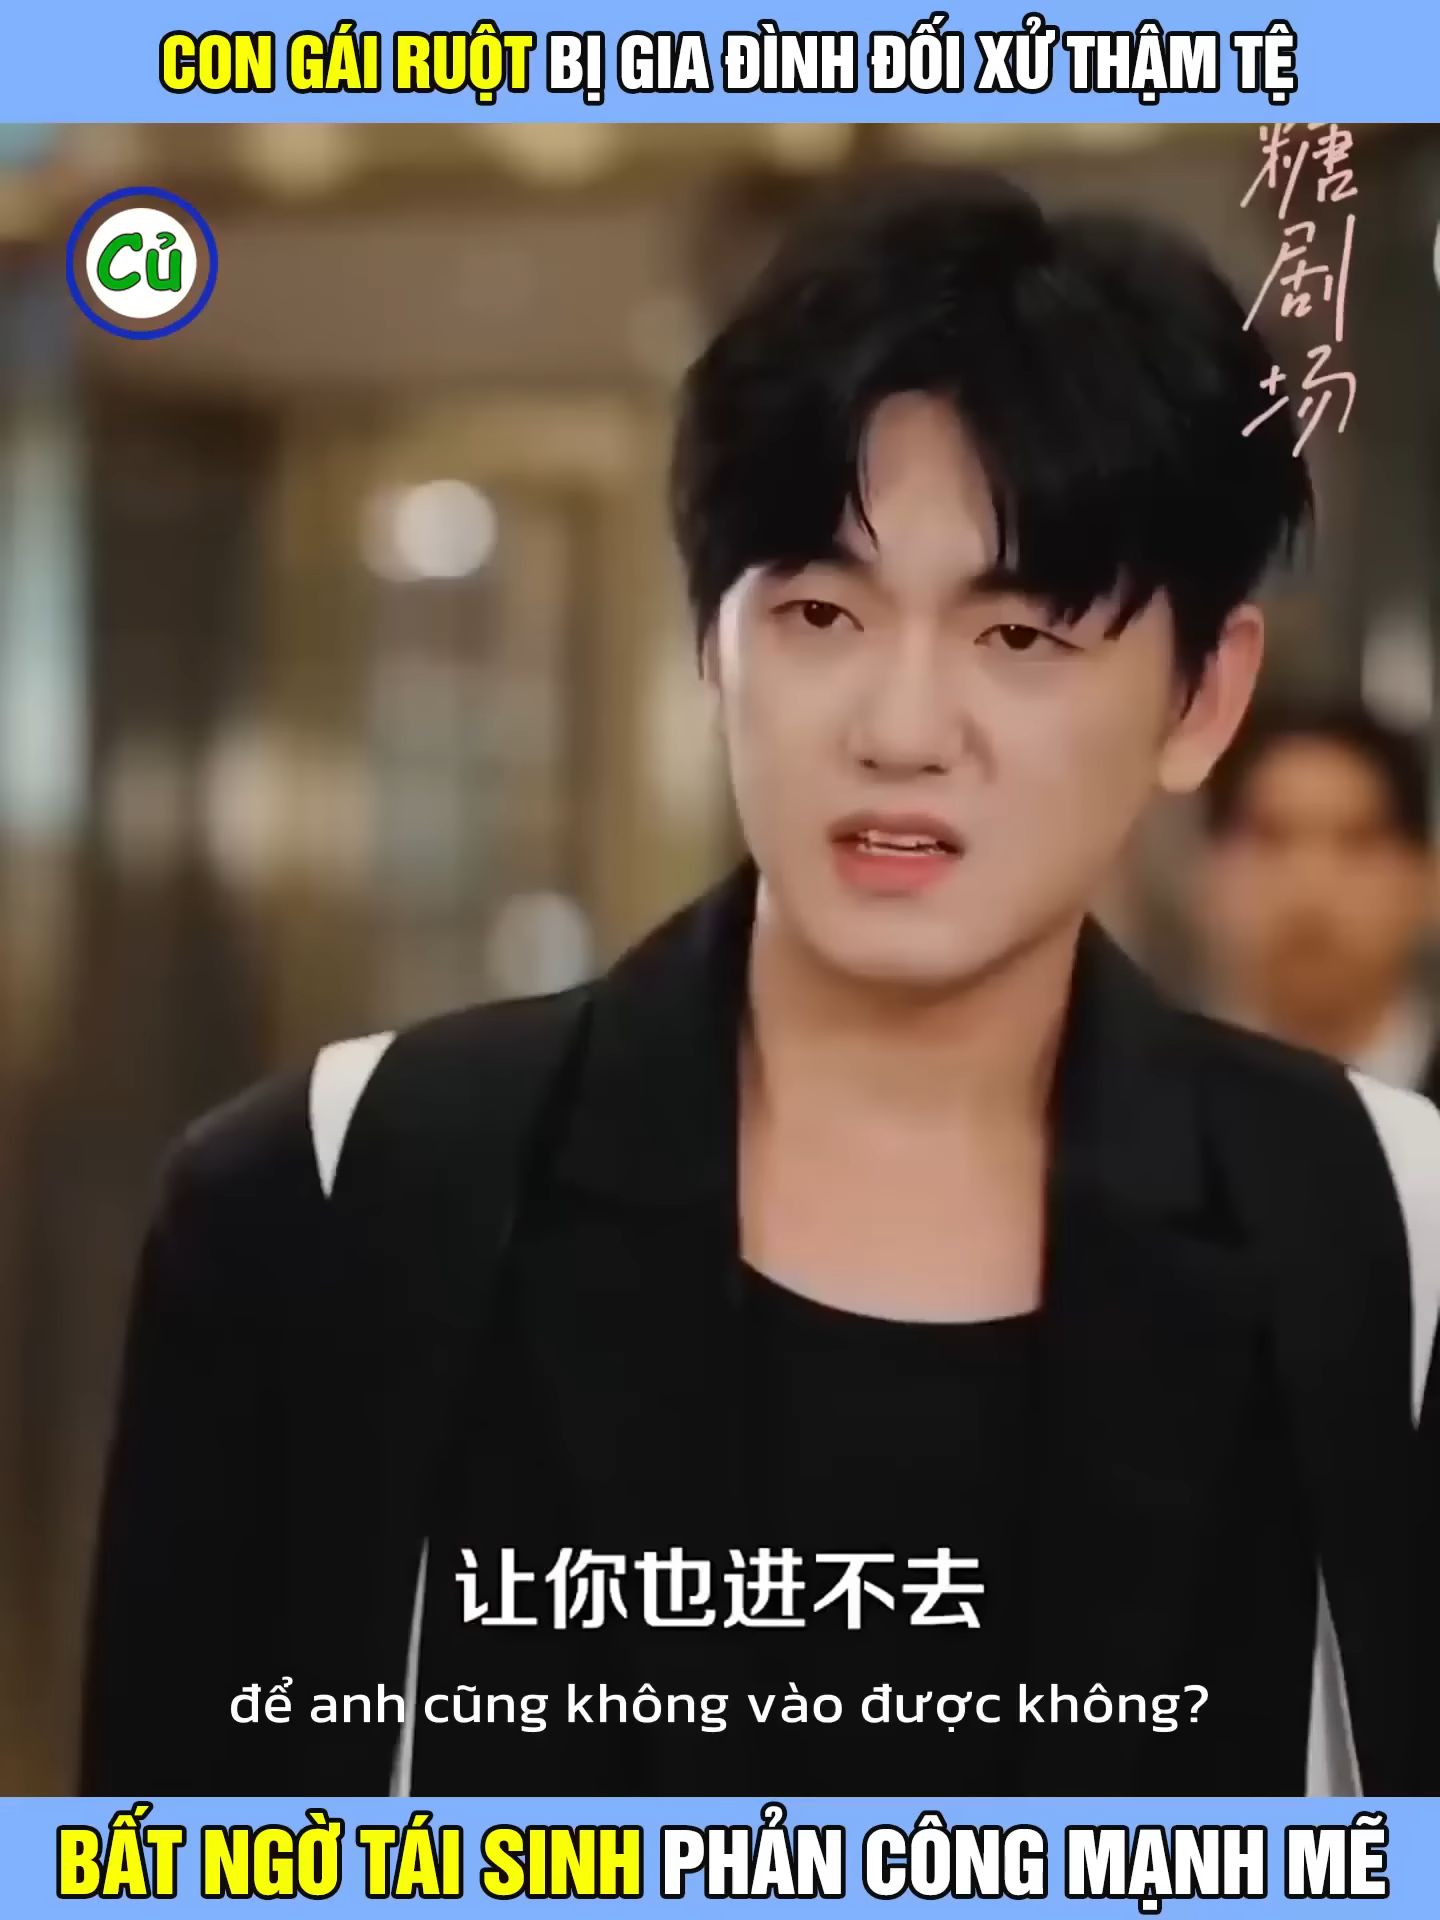 CON GÁI RUỘT BỊ GIA ĐÌNH ĐỐI XỬ THẬM TỆ
糖剧场
Củ
让你也进不去
để anh cũng không vào được không?
BẤT NGỜ TÁI SINH PHẢN CÔNG MẠNH MẼ